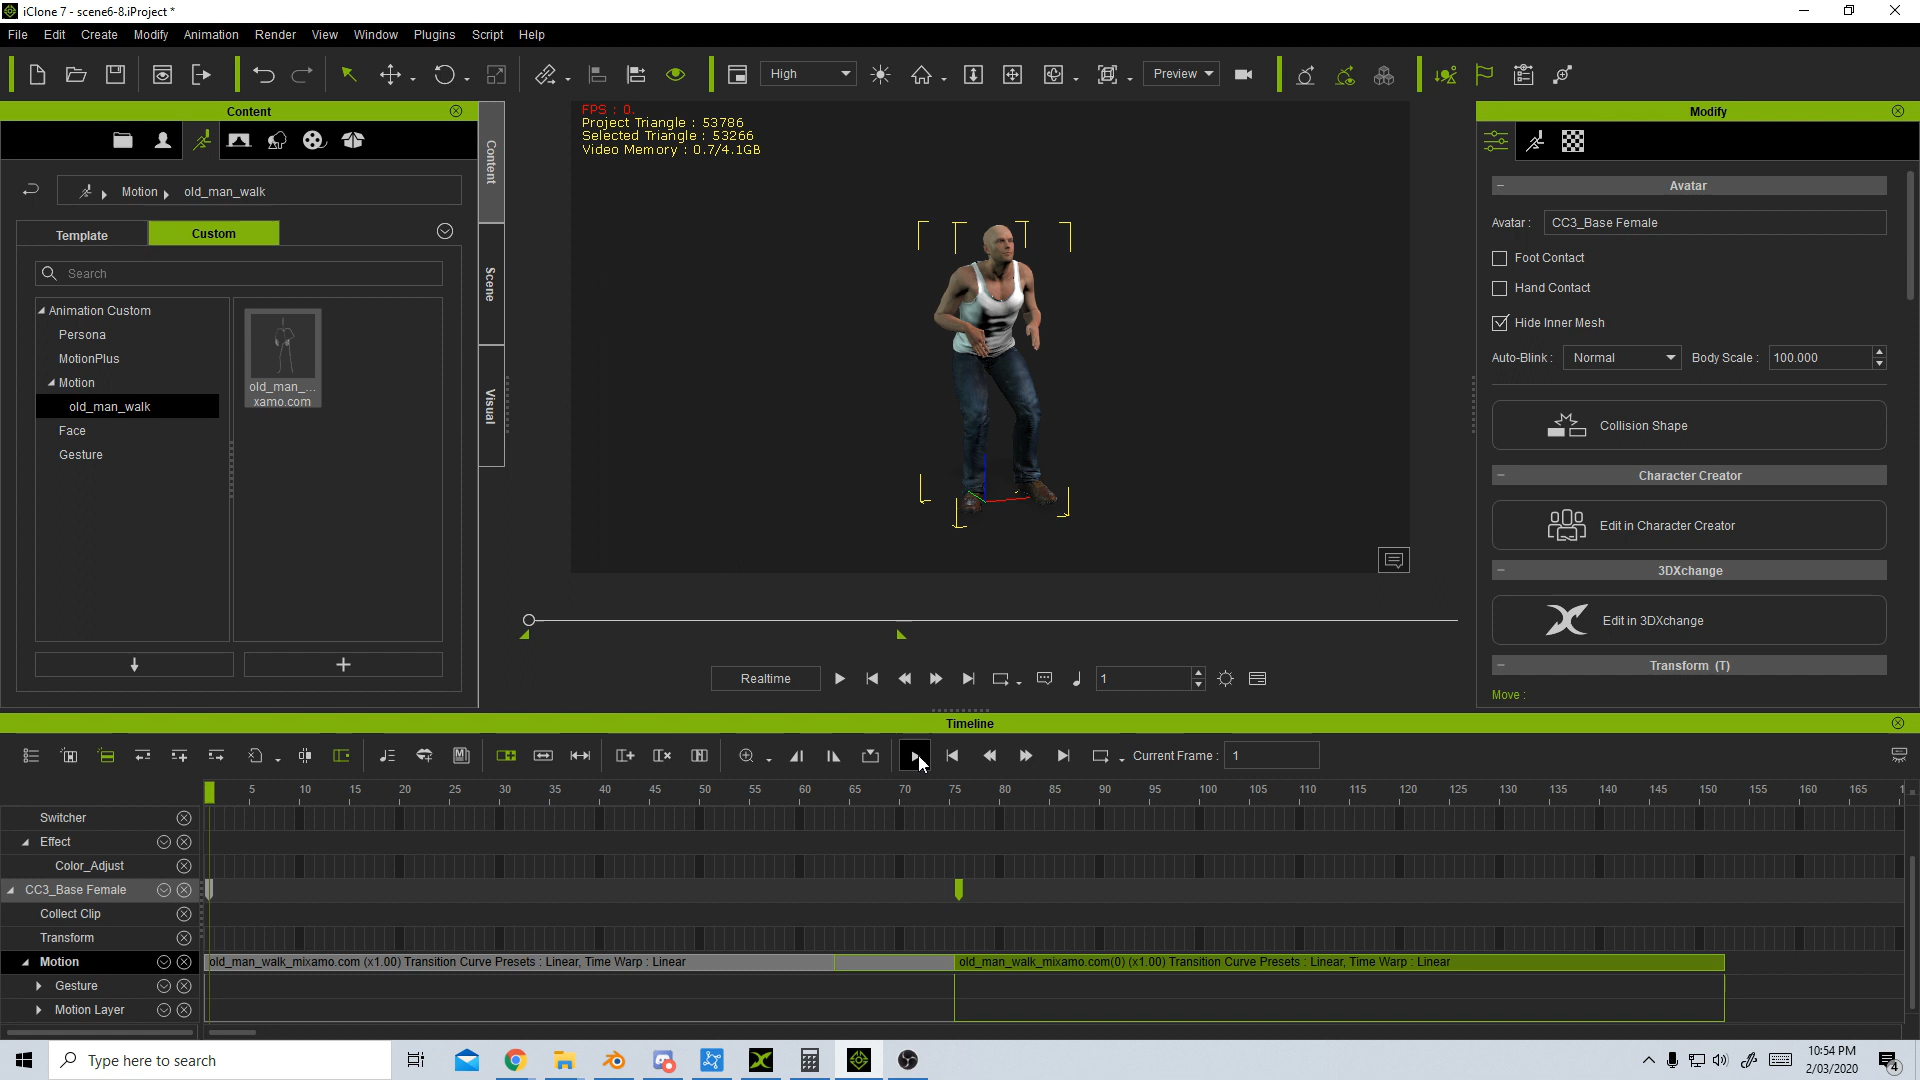 iClone 7 - scene6-8.iProject *
File Edit Create Modify Animation Render View Window Plugins Script Help
High
Preview
Content
Modify
Motion
old_man_walk
Template
Custom
Search
Animation Custom
Persona
MotionPlus
Motion
old_man_walk
Face
Gesture
old_man_...
xamo.com
Content
Scene
Visual
FPS : 0.
Project Triangle : 53786
Selected Triangle : 53266
Video Memory : 0.7/4.1GB
Avatar
Avatar : CC3_Base Female
Foot Contact
Hand Contact
Hide Inner Mesh
Auto-Blink : Normal Body Scale : 100.000
Collision Shape
Character Creator
Edit in Character Creator
3DXchange
Edit in 3DXchange
Transform (T)
Move :
Realtime
1
Timeline
Current Frame : 1
5 10 15 20 25 30 35 40 45 50 55 60 65 70 75 80 85 90 95 100 105 110 115 120 125 130 135 140 145 150 155 160 165 1
Switcher
Effect
Color_Adjust
CC3_Base Female
Collect Clip
Transform
Motion
old_man_walk_mixamo.com (x1.00) Transition Curve Presets : Linear, Time Warp : Linear
old_man_walk_mixamo.com(0) (x1.00) Transition Curve Presets : Linear, Time Warp : Linear
Gesture
Motion Layer
Type here to search
10:54 PM
2/03/2020
4